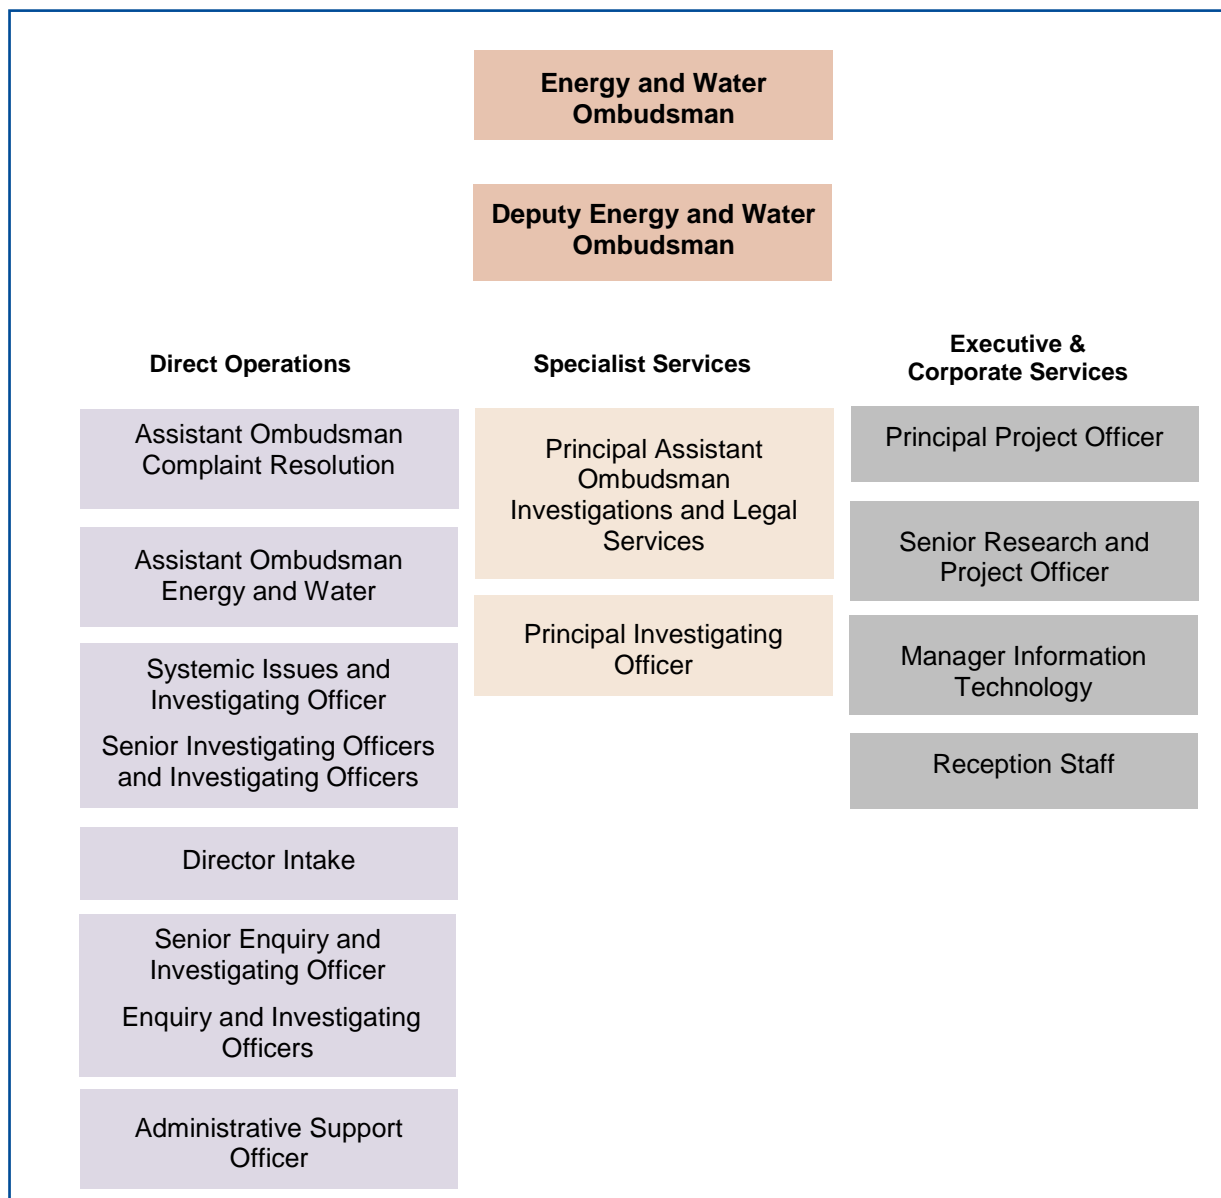 Energy and Water
Ombudsman
Deputy Energy and Water
Ombudsman
Direct Operations
Assistant Ombudsman
Complaint Resolution
Assistant Ombudsman
Energy and Water
Systemic Issues and
Investigating Officer
Senior Investigating Officers
and Investigating Officers
Director Intake
Senior Enquiry and
Investigating Officer
Enquiry and Investigating
Officers
Administrative Support
Officer
Specialist Services
Principal Assistant
Ombudsman
Investigations and Legal
Services
Principal Investigating
Officer
Executive &
Corporate Services
Principal Project Officer
Senior Research and
Project Officer
Manager Information
Technology
Reception Staff